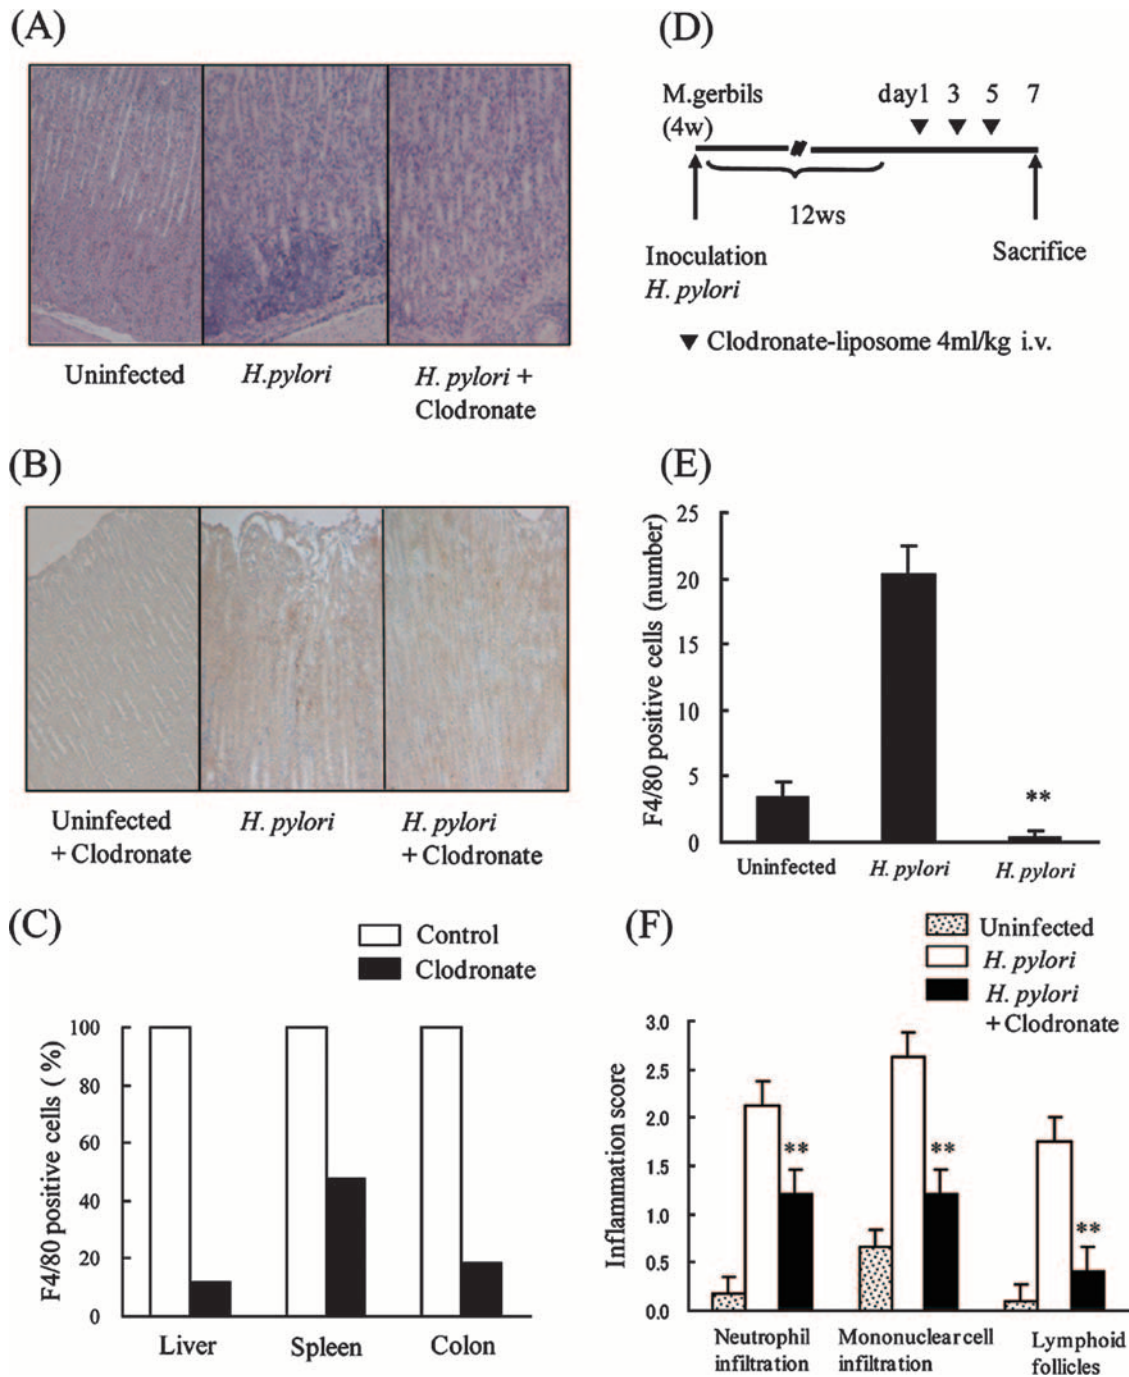 (A)
Uninfected
H.pylori
H. pylori +
Clodronate
(B)
Uninfected
+ Clodronate
H. pylori
H. pylori
+ Clodronate
(C)
Control
Clodronate
F4/80 positive cells ( %)
100
80
60
40
20
0
Liver
Spleen
Colon
(D)
M.gerbils
(4w)
day1 3 5 7
12ws
Inoculation
H. pylori
Sacrifice
▼ Clodronate-liposome 4ml/kg i.v.
(E)
F4/80 positive cells (number)
25
20
15
10
5
0
**
Uninfected
H. pylori
H. pylori
(F)
Uninfected
H. pylori
H. pylori
+ Clodronate
Inflammation score
3.0
2.5
2.0
1.5
1.0
0.5
0.0
**
**
**
Neutrophil
infiltration
Mononuclear cell
infiltration
Lymphoid
follicles